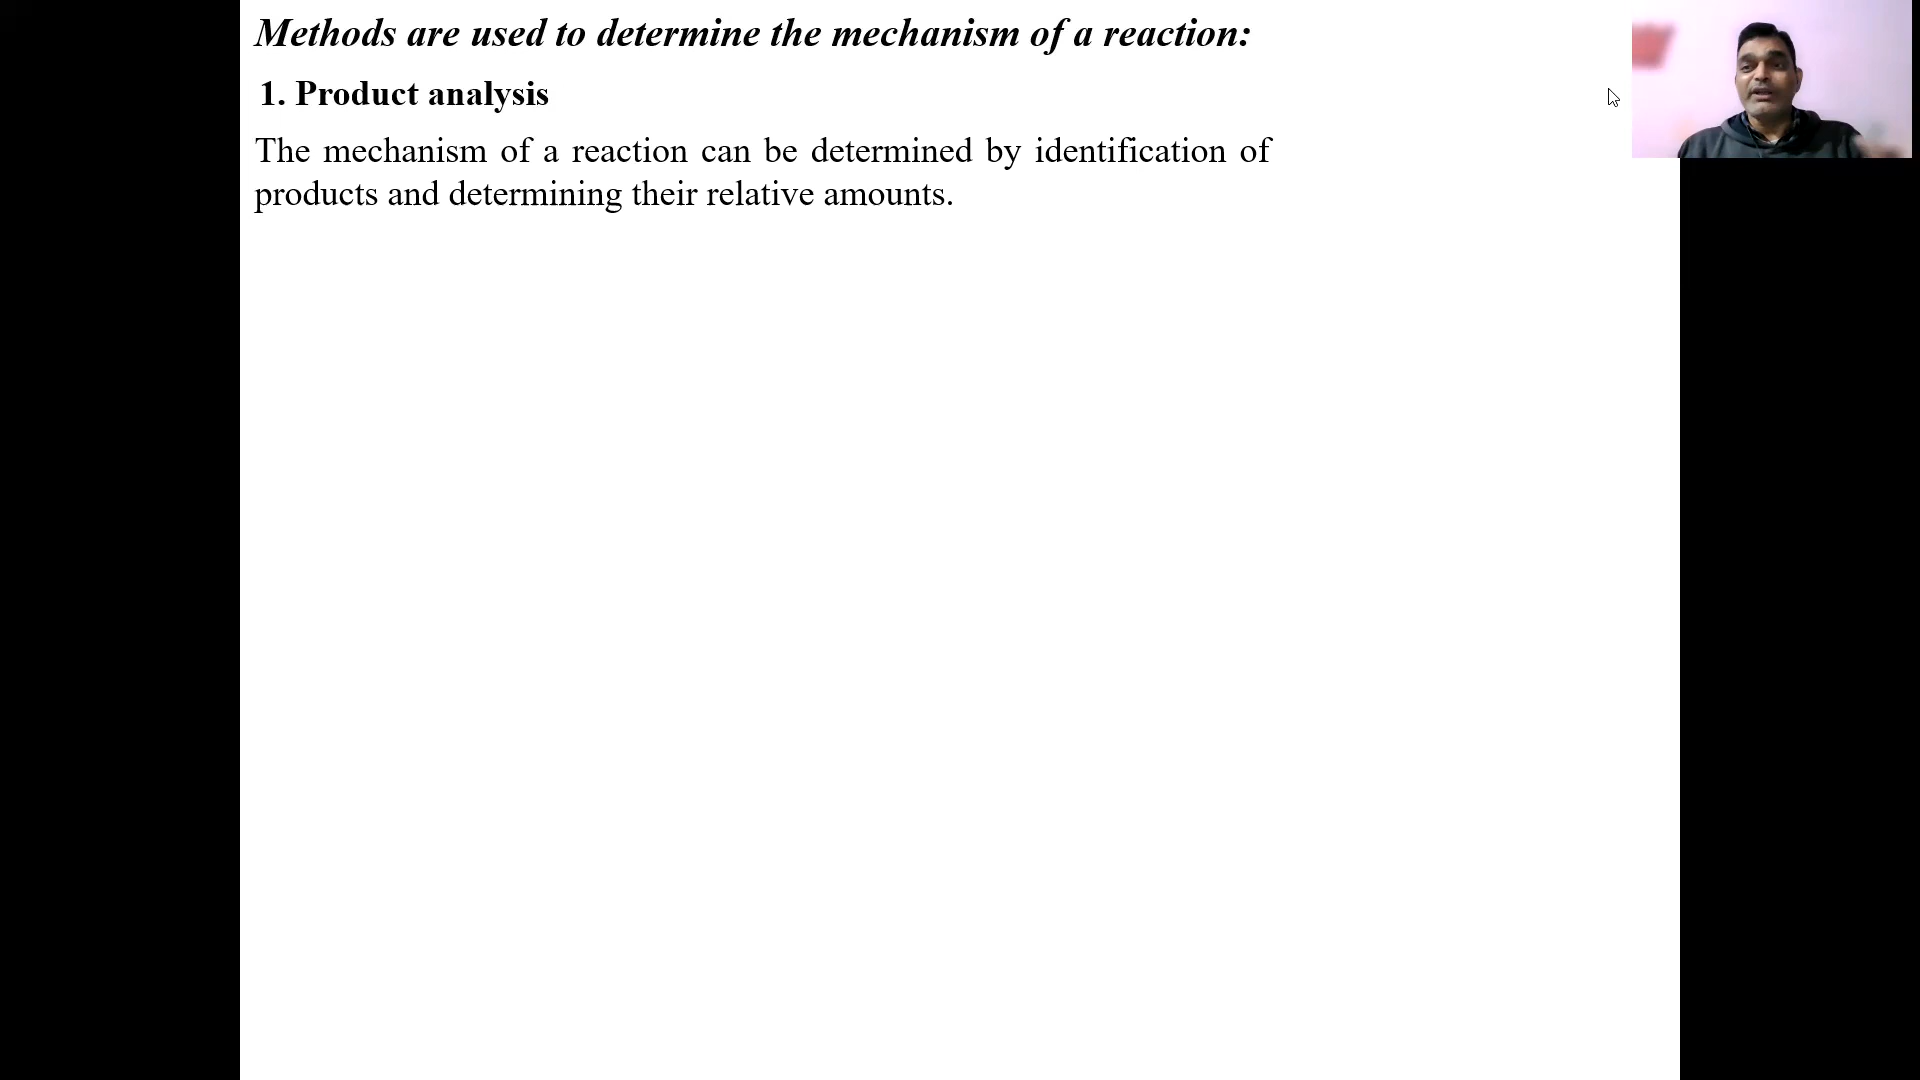 Methods are used to determine the mechanism of a reaction:
1. Product analysis
The mechanism of a reaction can be determined by identification of
products and determining their relative amounts.